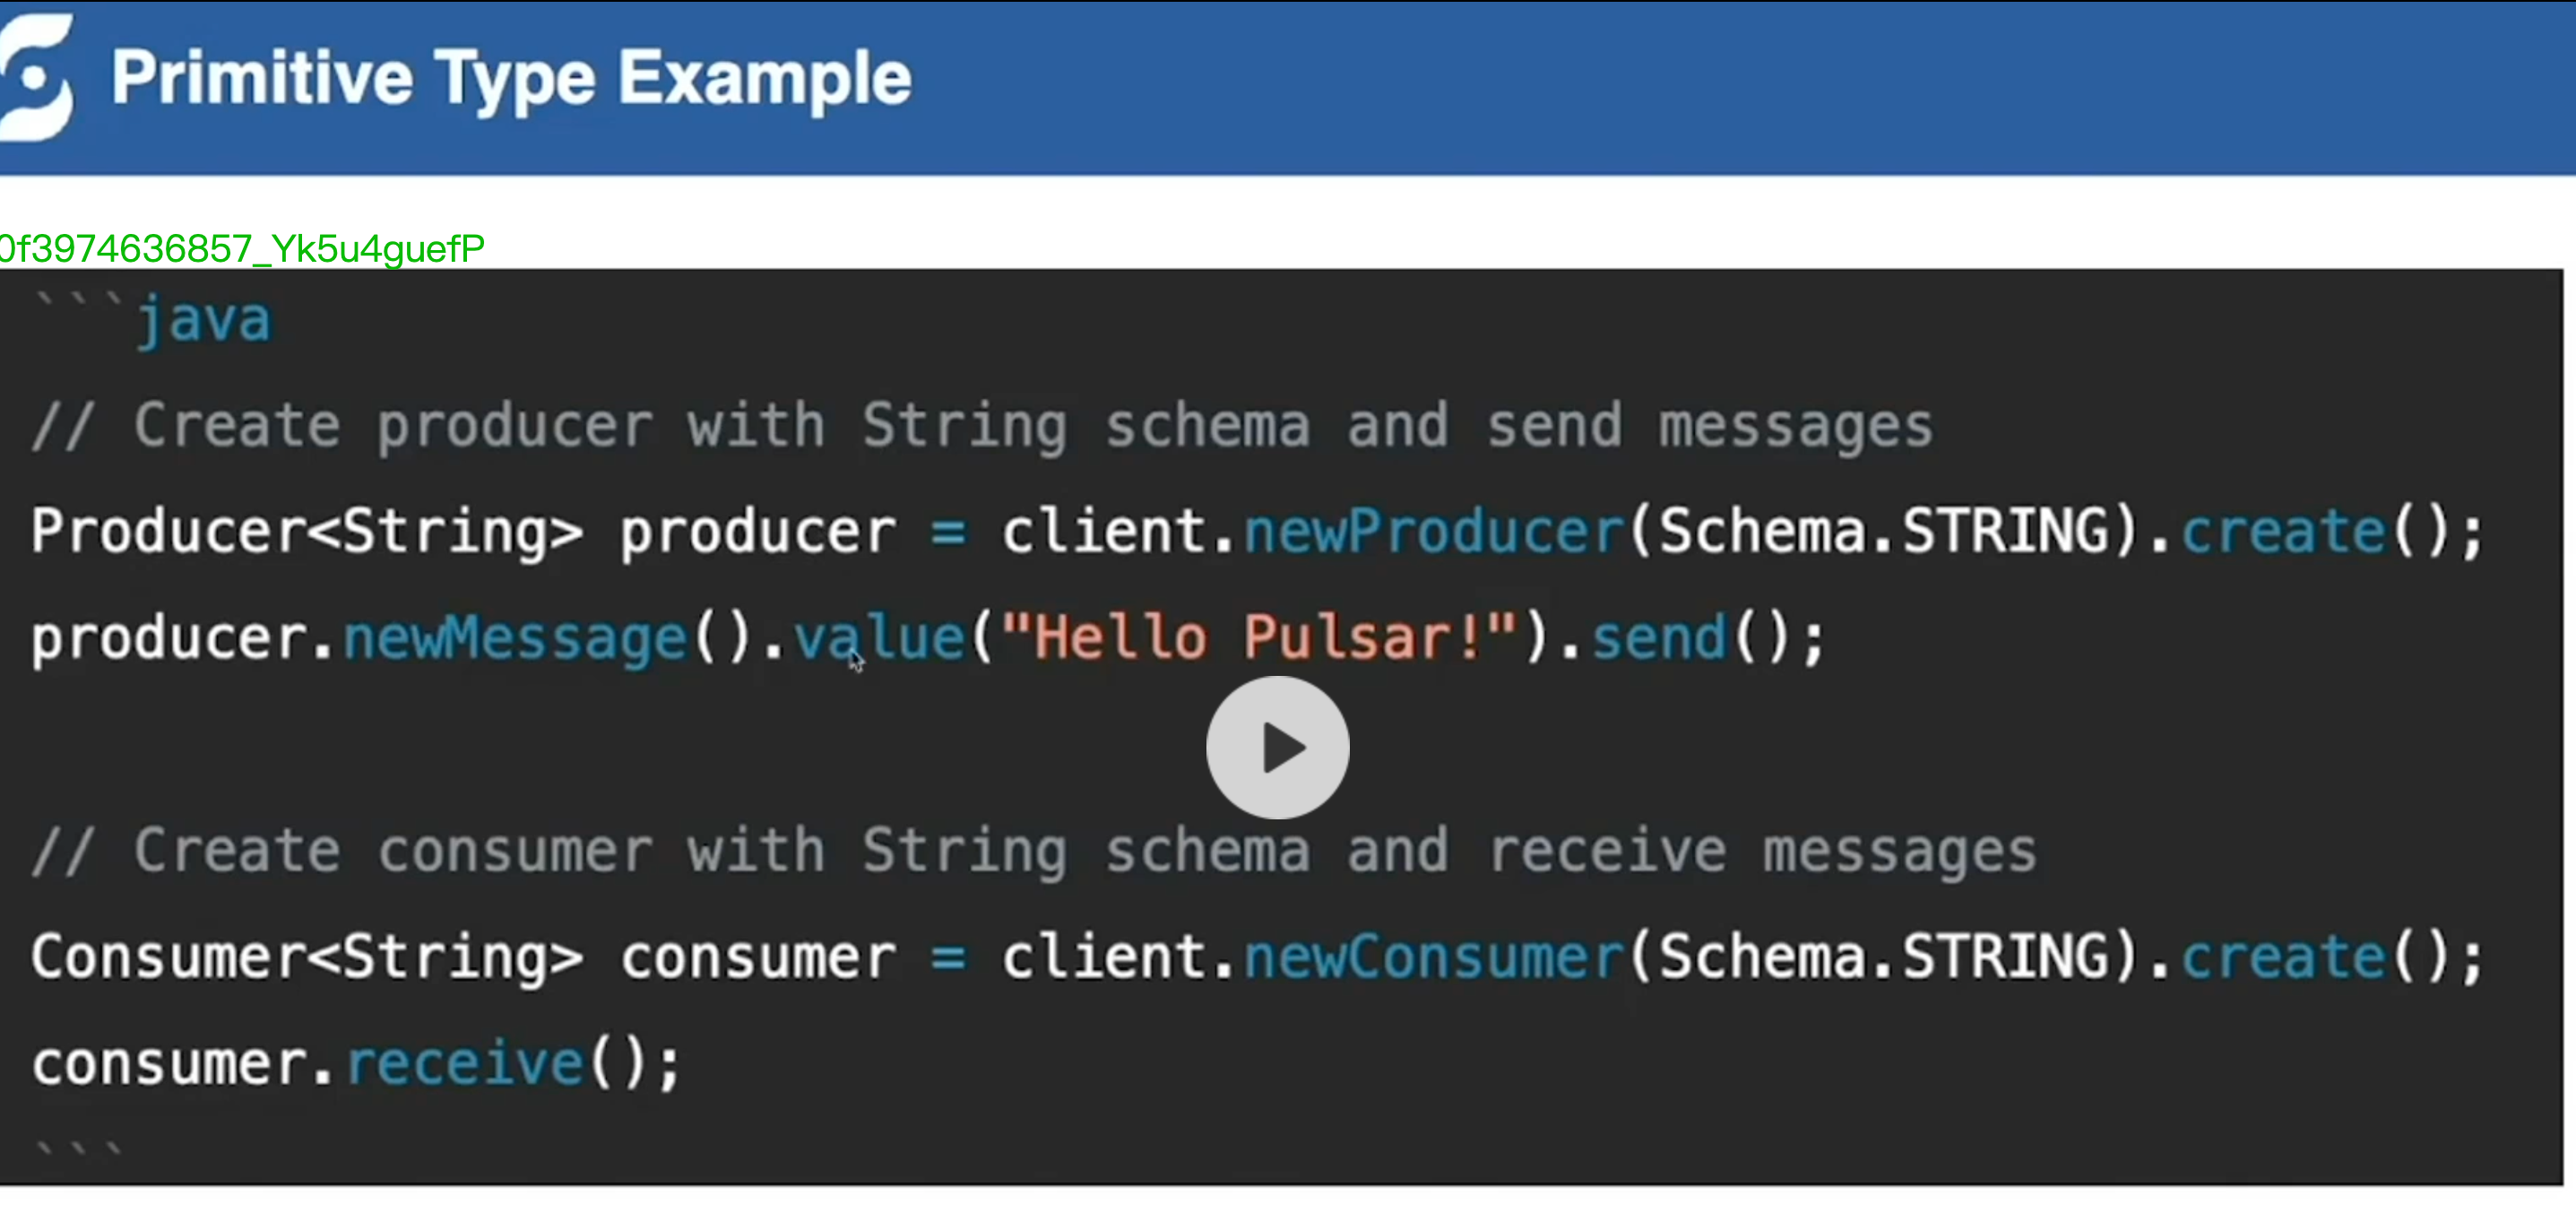 Primitive Type Example
0f3974636857_Yk5u4guefP
```java
// Create producer with String schema and send messages
Producer<String> producer = client.newProducer(Schema.STRING).create();
producer.newMessage().value("Hello Pulsar!").send();
// Create consumer with String schema and receive messages
Consumer<String> consumer = client.newConsumer(Schema.STRING).create();
consumer.receive();
```